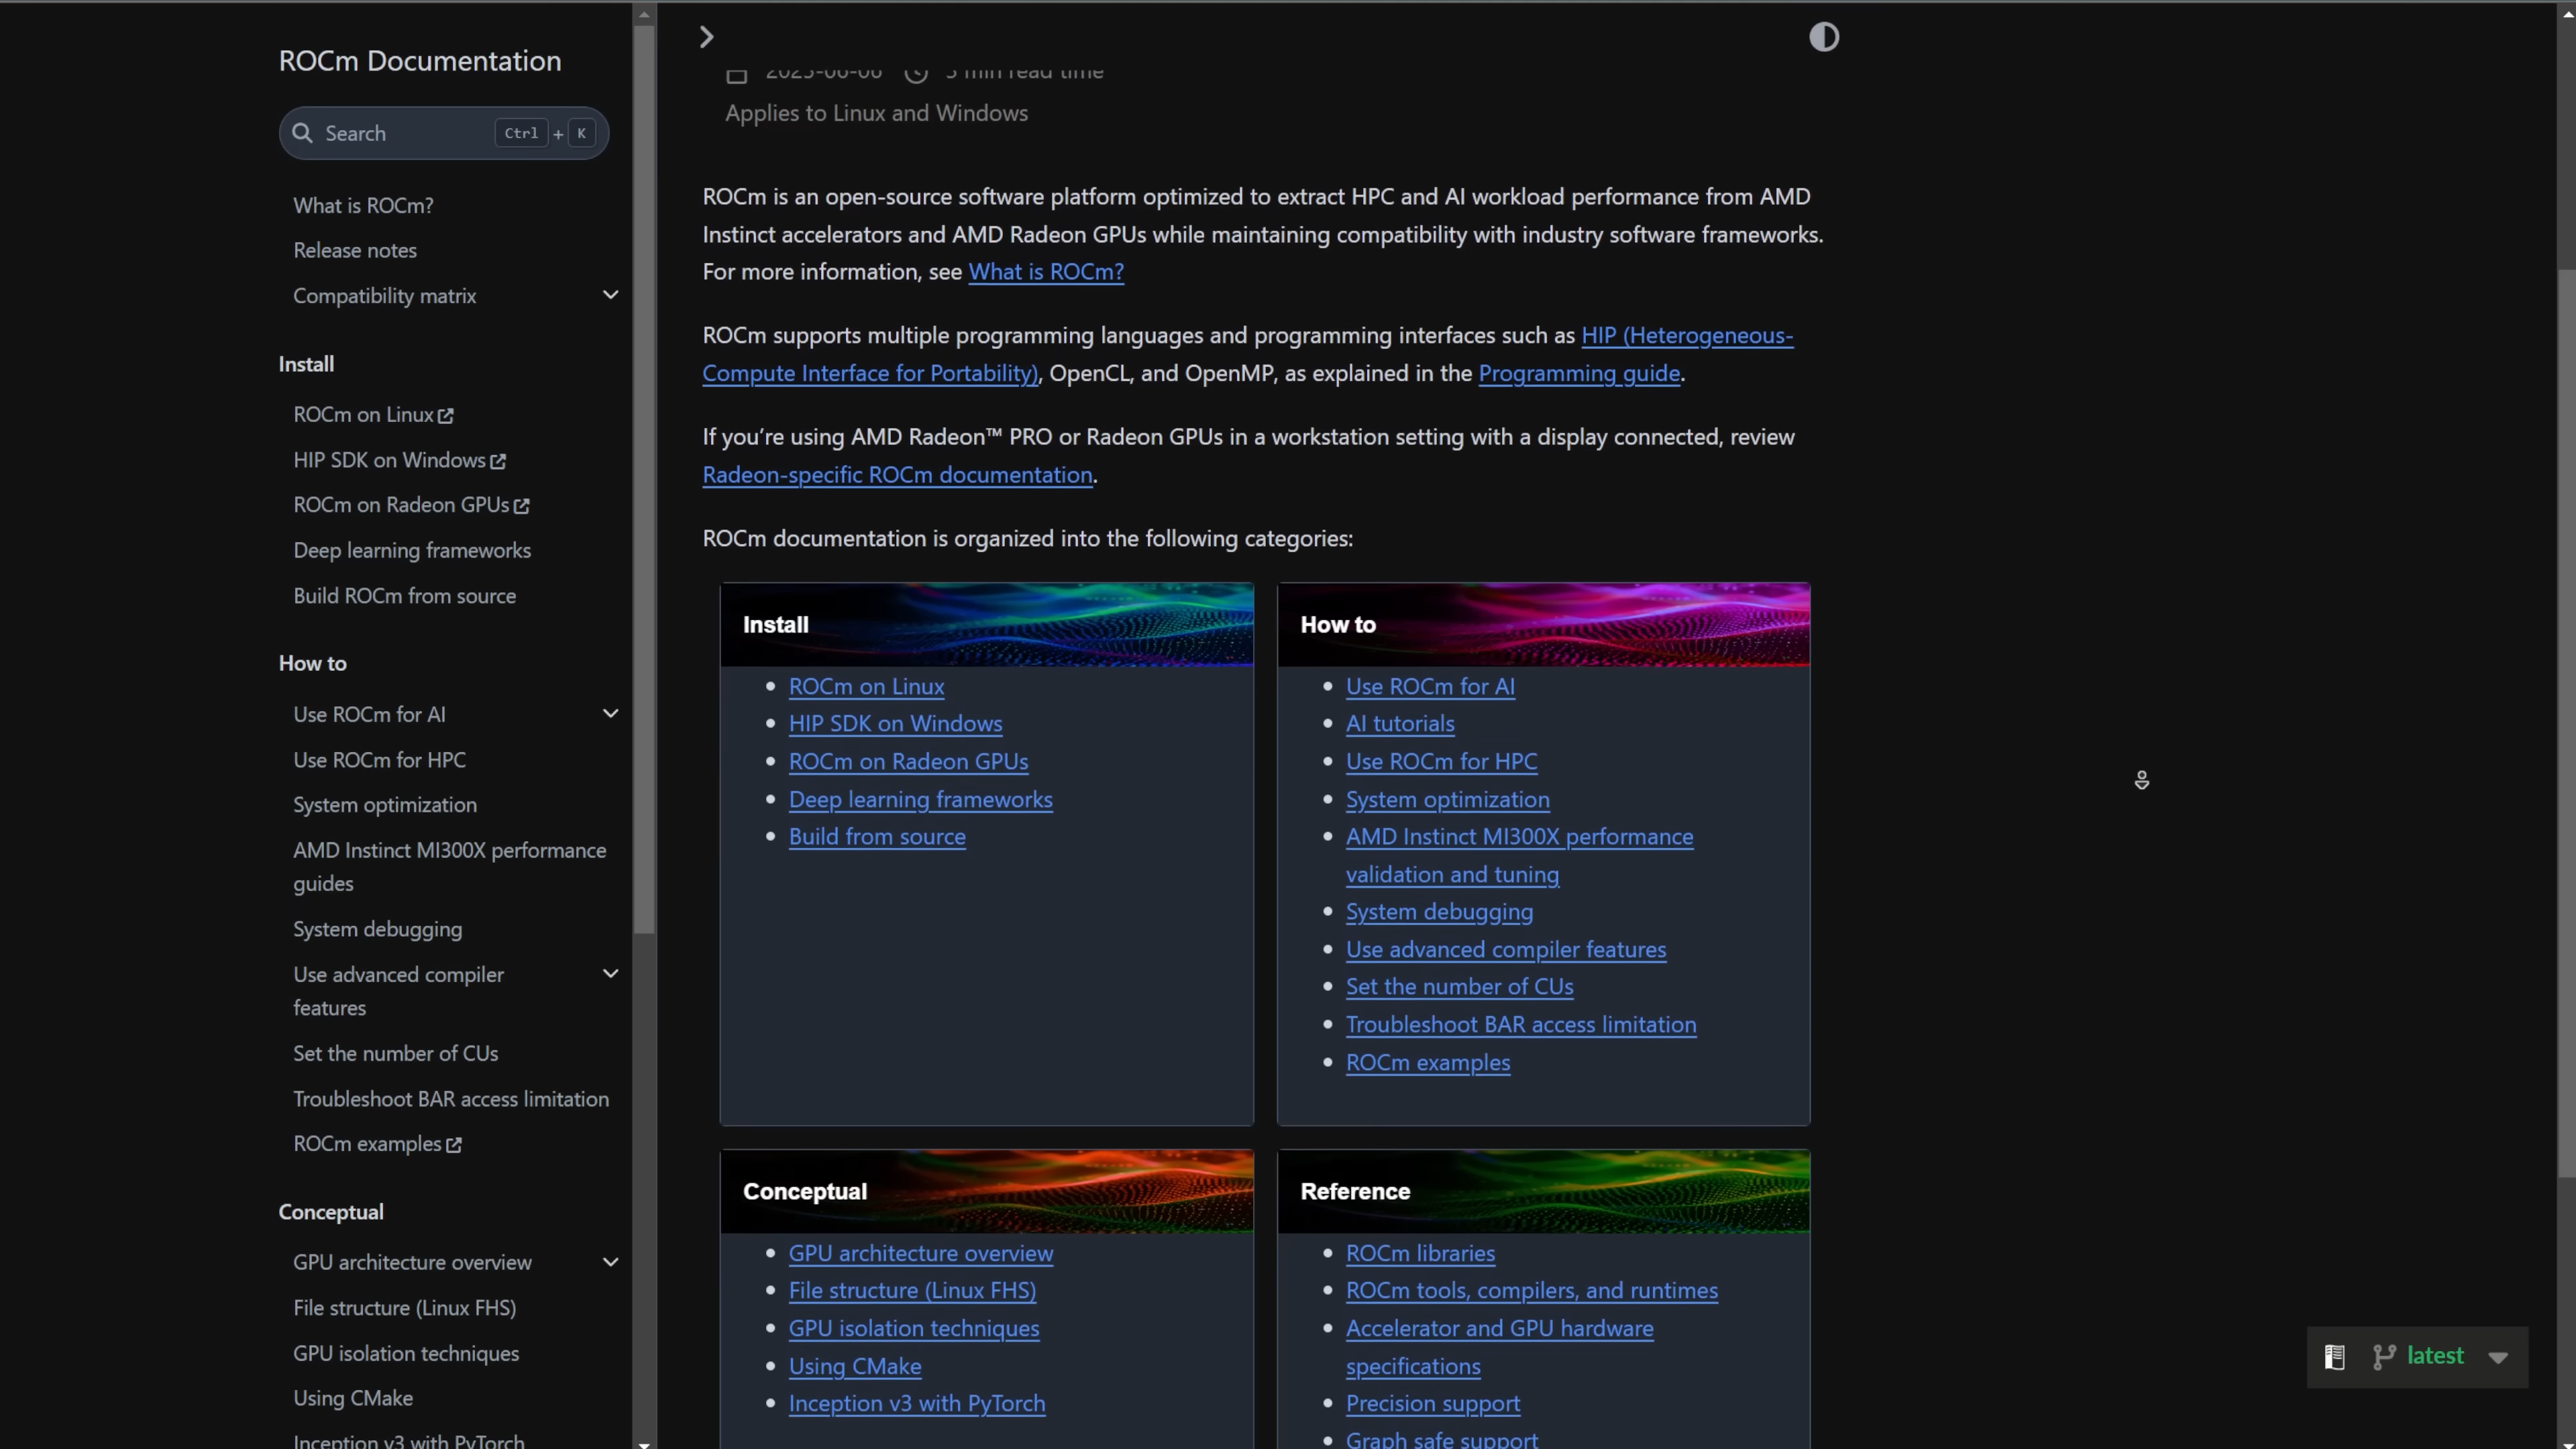 ROCm Documentation
Search Ctrl + K
What is ROCm?
Release notes
Compatibility matrix
Install
ROCm on Linux
HIP SDK on Windows
ROCm on Radeon GPUs
Deep learning frameworks
Build ROCm from source
How to
Use ROCm for AI
Use ROCm for HPC
System optimization
AMD Instinct MI300X performance
guides
System debugging
Use advanced compiler
features
Set the number of CUs
Troubleshoot BAR access limitation
ROCm examples
Conceptual
GPU architecture overview
File structure (Linux FHS)
GPU isolation techniques
Using CMake
Inception v3 with PyTorch
min read time
Applies to Linux and Windows
ROCm is an open-source software platform optimized to extract HPC and AI workload performance from AMD
Instinct accelerators and AMD Radeon GPUs while maintaining compatibility with industry software frameworks.
For more information, see What is ROCm?
ROCm supports multiple programming languages and programming interfaces such as HIP (Heterogeneous-
Compute Interface for Portability), OpenCL, and OpenMP, as explained in the Programming guide.
If you’re using AMD Radeon™ PRO or Radeon GPUs in a workstation setting with a display connected, review
Radeon-specific ROCm documentation.
ROCm documentation is organized into the following categories:
Install
ROCm on Linux
HIP SDK on Windows
ROCm on Radeon GPUs
Deep learning frameworks
Build from source
How to
Use ROCm for AI
AI tutorials
Use ROCm for HPC
System optimization
AMD Instinct MI300X performance
validation and tuning
System debugging
Use advanced compiler features
Set the number of CUs
Troubleshoot BAR access limitation
ROCm examples
Conceptual
GPU architecture overview
File structure (Linux FHS)
GPU isolation techniques
Using CMake
Inception v3 with PyTorch
Reference
ROCm libraries
ROCm tools, compilers, and runtimes
Accelerator and GPU hardware
specifications
Precision support
Graph safe support
latest